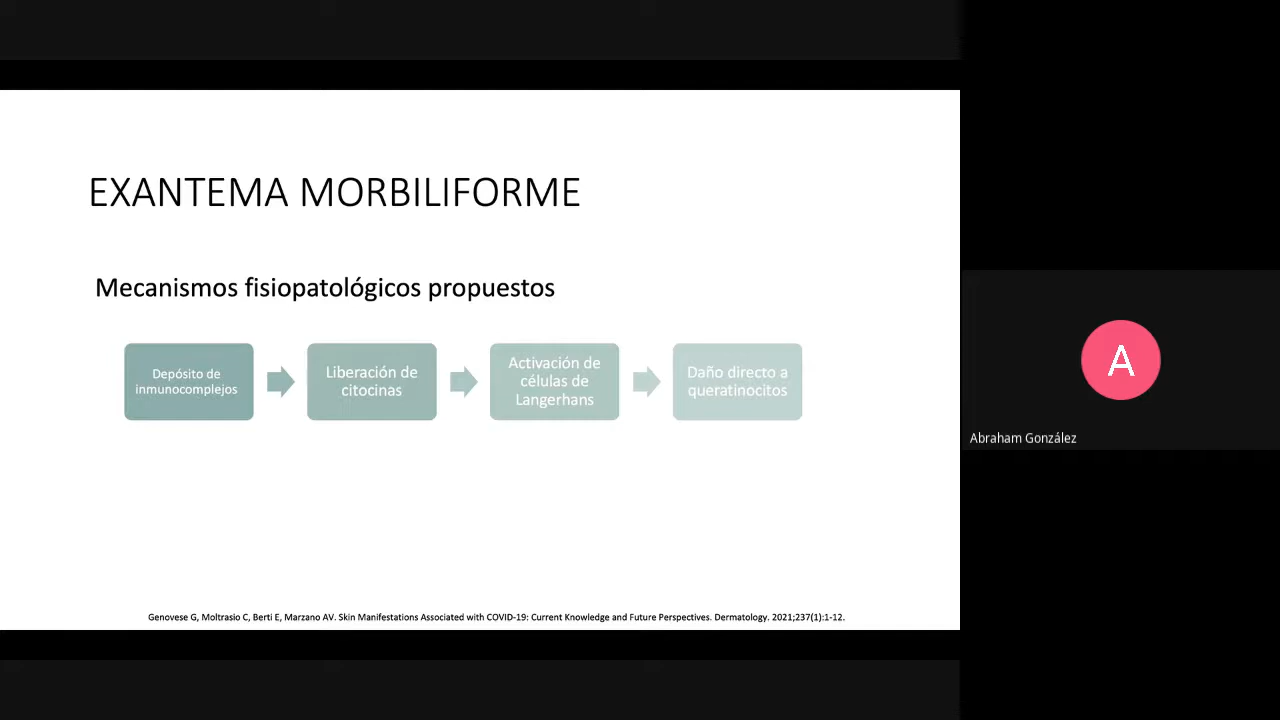 EXANTEMA MORBILIFORME
Mecanismos fisiopatológicos propuestos
Depósito de
inmunocomplejos
Liberación de
citocinas
Activación de
células de
Langerhans
Daño directo a
queratinocitos
Genovese G, Moltrasio C, Berti E, Marzano AV. Skin Manifestations Associated with COVID-19: Current Knowledge and Future Perspectives. Dermatology. 2021;237(1):1-12.
A
Abraham González